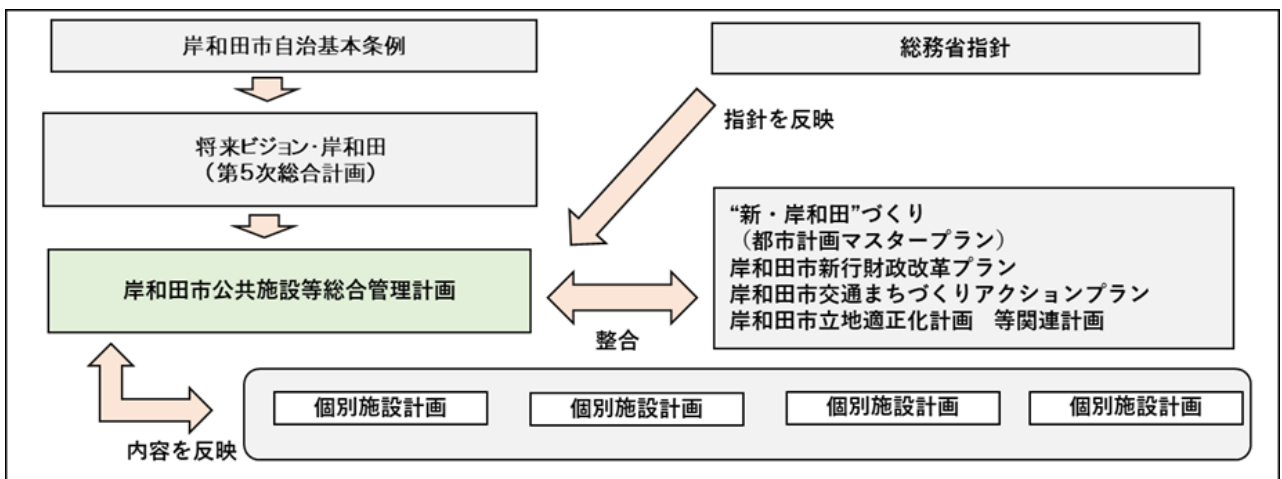 岸和田市自治基本条例
総務省指針
指針を反映
将来ビジョン・岸和田
（第５次総合計画）
“新・岸和田”づくり
（都市計画マスタープラン）
岸和田市新行財政改革プラン
岸和田市交通まちづくりアクションプラン
岸和田市立地適正化計画　等関連計画
岸和田市公共施設等総合管理計画
整合
個別施設計画
個別施設計画
個別施設計画
個別施設計画
内容を反映